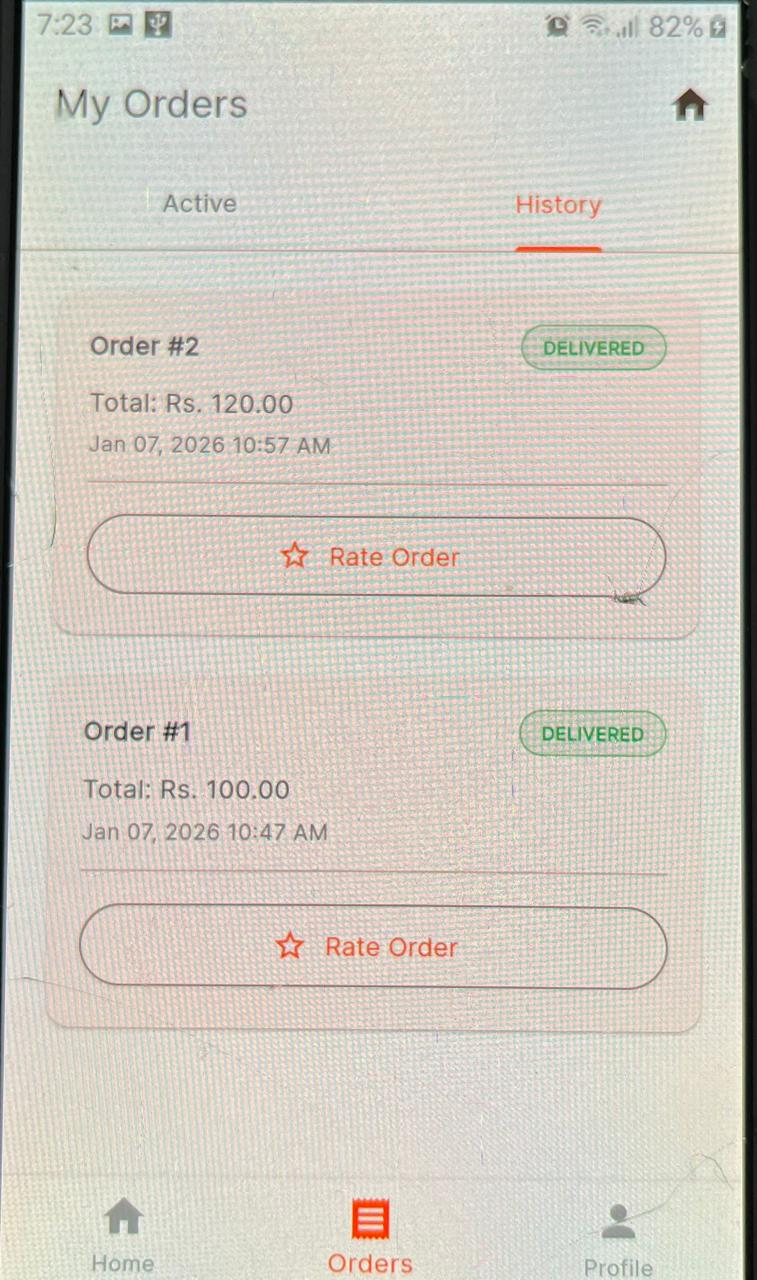 7:23 82%
My Orders
Active History
Order #2 DELIVERED
Total: Rs. 120.00
Jan 07, 2026 10:57 AM
Rate Order
Order #1 DELIVERED
Total: Rs. 100.00
Jan 07, 2026 10:47 AM
Rate Order
Home Orders Profile